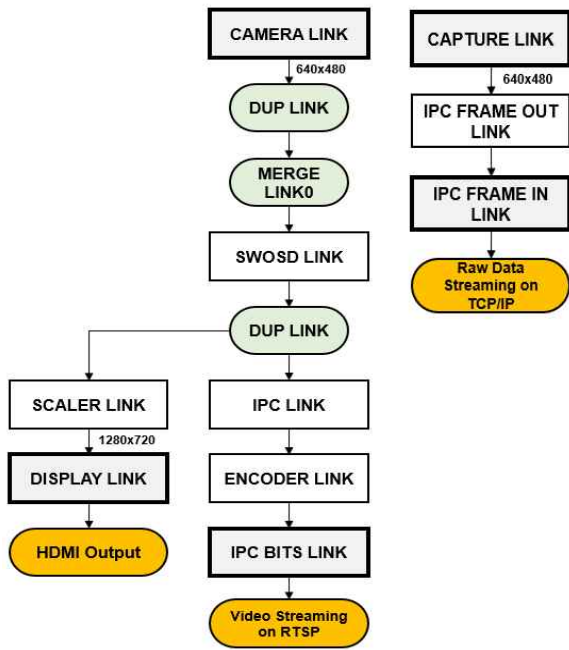 CAMERA LINK
640x480
DUP LINK
MERGE
LINK0
SWOSD LINK
DUP LINK
SCALER LINK
1280x720
DISPLAY LINK
HDMI Output
IPC LINK
ENCODER LINK
IPC BITS LINK
Video Streaming
on RTSP
CAPTURE LINK
640x480
IPC FRAME OUT
LINK
IPC FRAME IN
LINK
Raw Data
Streaming on
TCP/IP